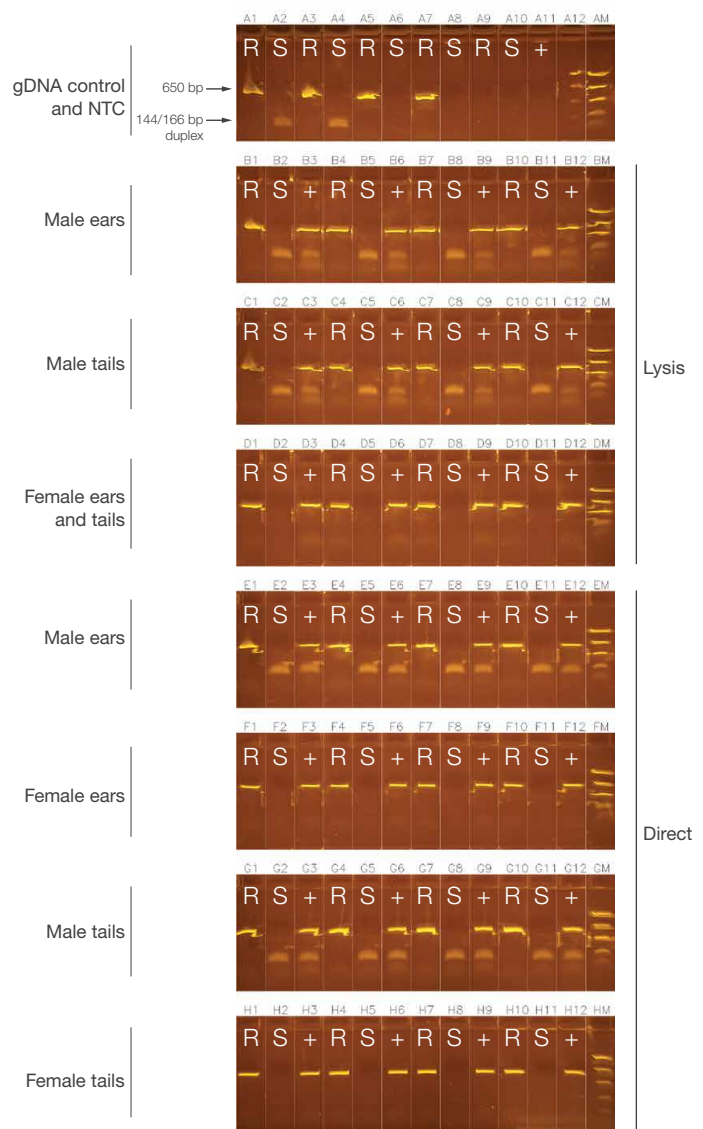 A1 A2 A3 A4 A5 A6 A7 A8 A9 A10 A11 A12 AM
R S R S R S R S R S +
gDNA control
and NTC
650 bp
144/166 bp
duplex
B1 B2 B3 B4 B5 B6 B7 B8 B9 B10 B11 B12 BM
R S + R S + R S + R S +
Male ears
C1 C2 C3 C4 C5 C6 C7 C8 C9 C10 C11 C12 CM
R S + R S + R S + R S +
Male tails
Lysis
D1 D2 D3 D4 D5 D6 D7 D8 D9 D10 D11 D12 DM
R S + R S + R S + R S +
Female ears
and tails
E1 E2 E3 E4 E5 E6 E7 E8 E9 E10 E11 E12 EM
R S + R S + R S + R S +
Male ears
F1 F2 F3 F4 F5 F6 F7 F8 F9 F10 F11 F12 FM
R S + R S + R S + R S +
Female ears
Direct
G1 G2 G3 G4 G5 G6 G7 G8 G9 G10 G11 G12 GM
R S + R S + R S + R S +
Male tails
H1 H2 H3 H4 H5 H6 H7 H8 H9 H10 H11 H12 HM
R S + R S + R S + R S +
Female tails